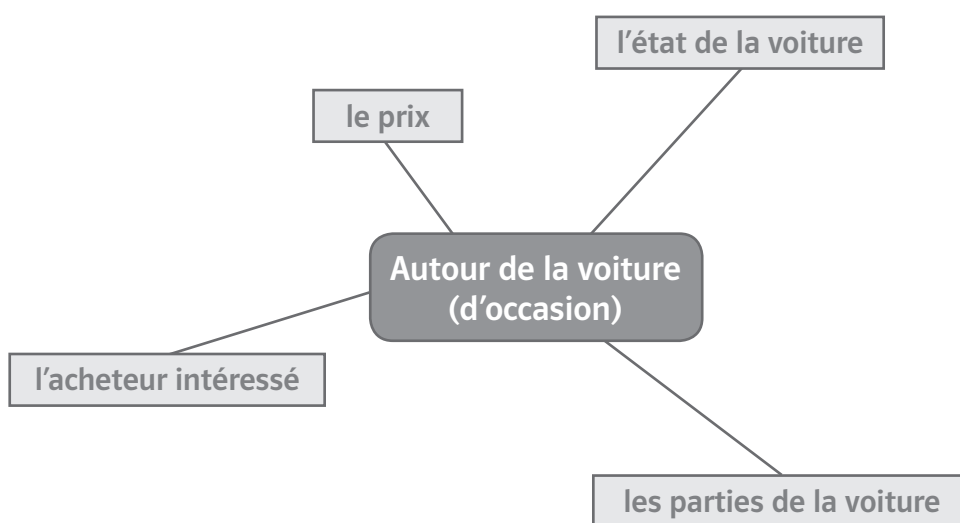 l'état de la voiture
le prix
Autour de la voiture
(d'occasion)
l'acheteur intéressé
les parties de la voiture